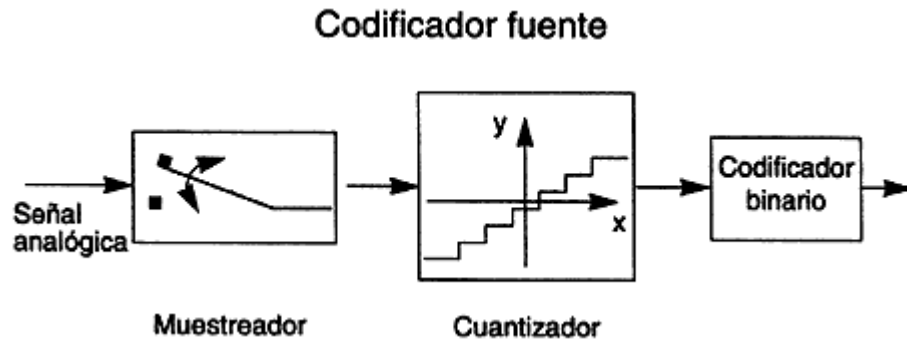 Codificador fuente
Señal
analógica
y
x
Codificador
binario
Muestreador
Cuantizador